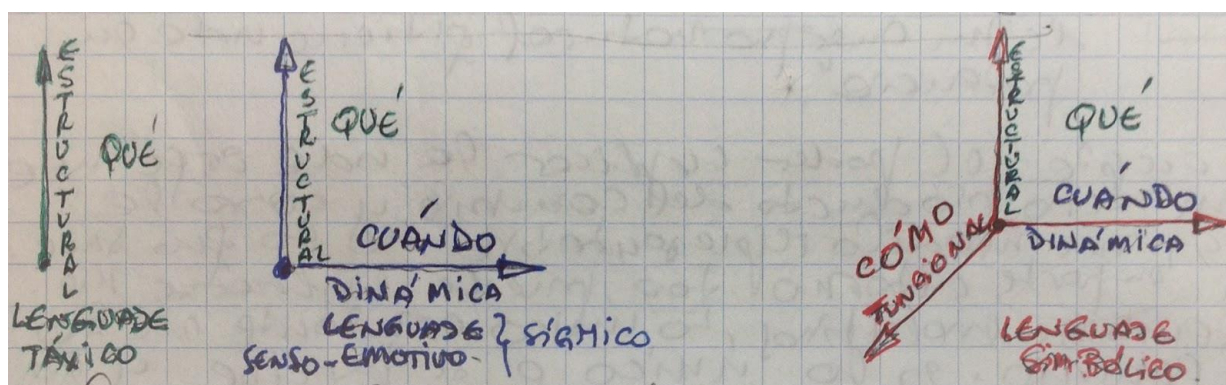 ESTRUCTURAL
QUÉ
LENGUAJE
TÁXICO
ESTRUCTURAL
QUÉ
CUÁNDO
DINÁMICA
LENGUAJE
SENSO-EMOTIVO
SÍGMICO
ESTRUCTURAL
QUÉ
CUÁNDO
DINÁMICA
CÓMO
FUNCIONAL
LENGUAJE
SIMBÓLICO